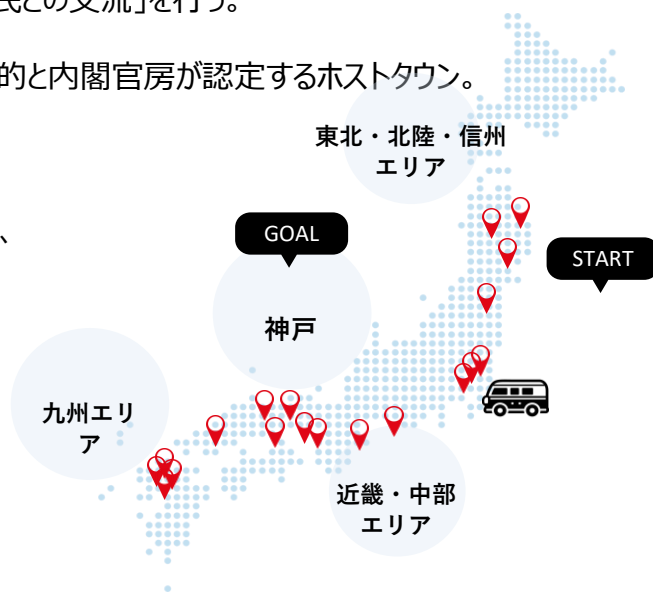 民との交流」を行う。
的と内閣官房が認定するホストタウン。
東北・北陸・信州
エリア
、
GOAL
START
神戸
九州エリ
ア
近畿・中部
エリア